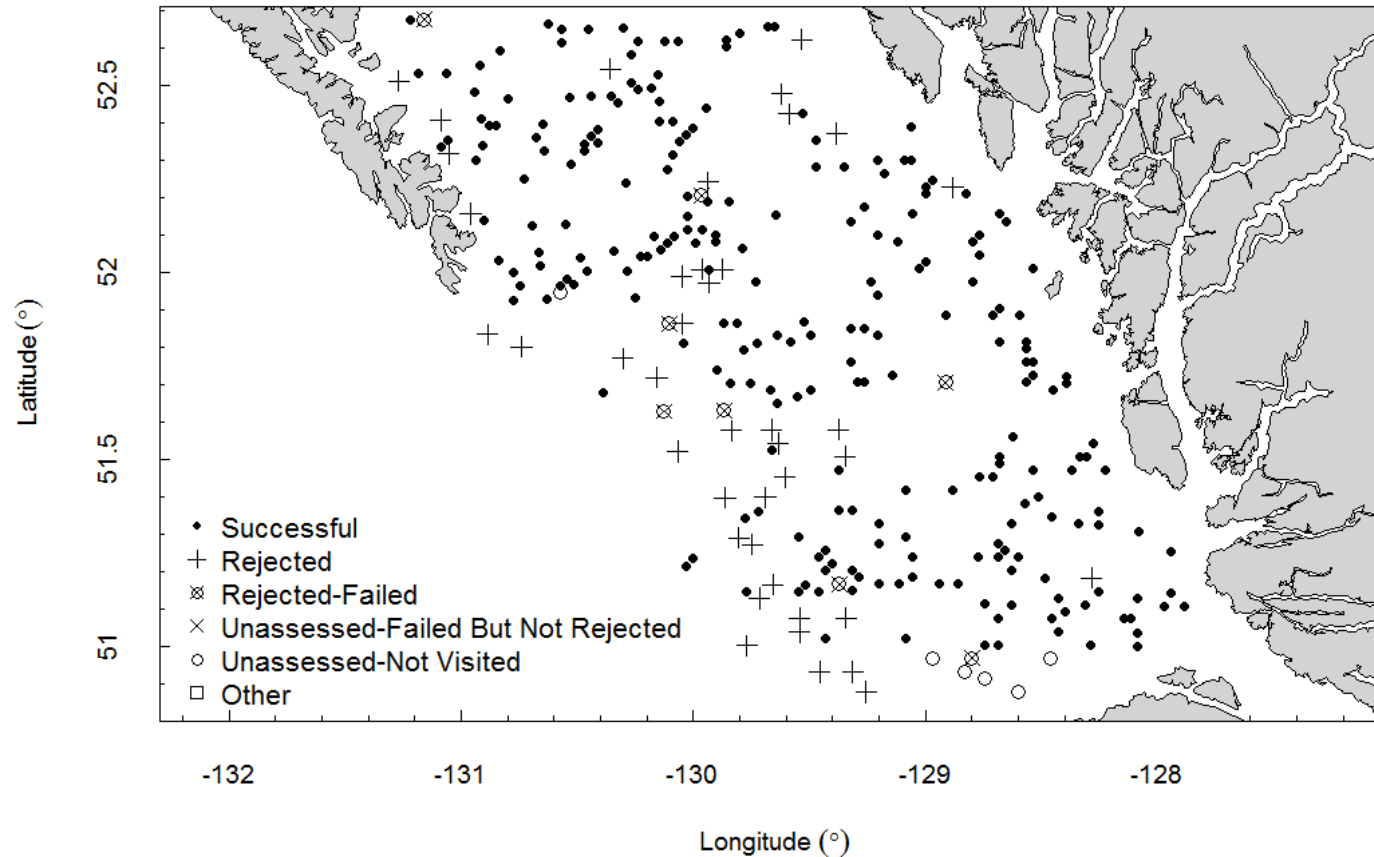 52.5
52
51.5
51
Latitude (°)
Successful
Rejected
Rejected-Failed
Unassessed-Failed But Not Rejected
Unassessed-Not Visited
Other
-132
-131
-130
-129
-128
Longitude (°)